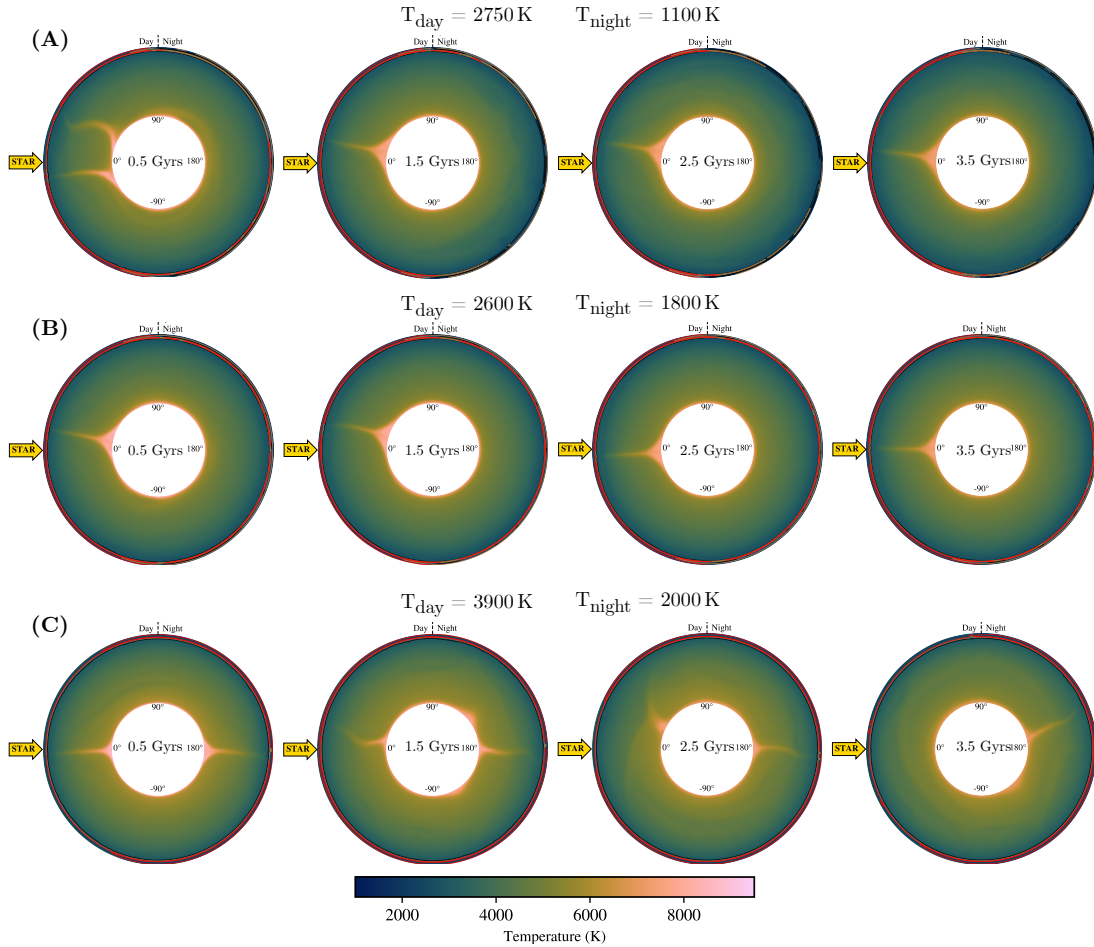 T_day = 2750 K T_night = 1100 K
(A)
Day Night Day Night Day Night Day Night
90° 90° 90° 90°
STAR 0° 0.5 Gyrs 180° STAR 0° 1.5 Gyrs 180° STAR 0° 2.5 Gyrs 180° STAR 0° 3.5 Gyrs 180°
-90° -90° -90° -90°
T_day = 2600 K T_night = 1800 K
(B)
Day Night Day Night Day Night Day Night
90° 90° 90° 90°
STAR 0° 0.5 Gyrs 180° STAR 0° 1.5 Gyrs 180° STAR 0° 2.5 Gyrs 180° STAR 0° 3.5 Gyrs 180°
-90° -90° -90° -90°
T_day = 3900 K T_night = 2000 K
(C)
Day Night Day Night Day Night Day Night
90° 90° 90° 90°
STAR 0° 0.5 Gyrs 180° STAR 0° 1.5 Gyrs 180° STAR 0° 2.5 Gyrs 180° STAR 0° 3.5 Gyrs 180°
-90° -90° -90° -90°
2000 4000 6000 8000
Temperature (K)